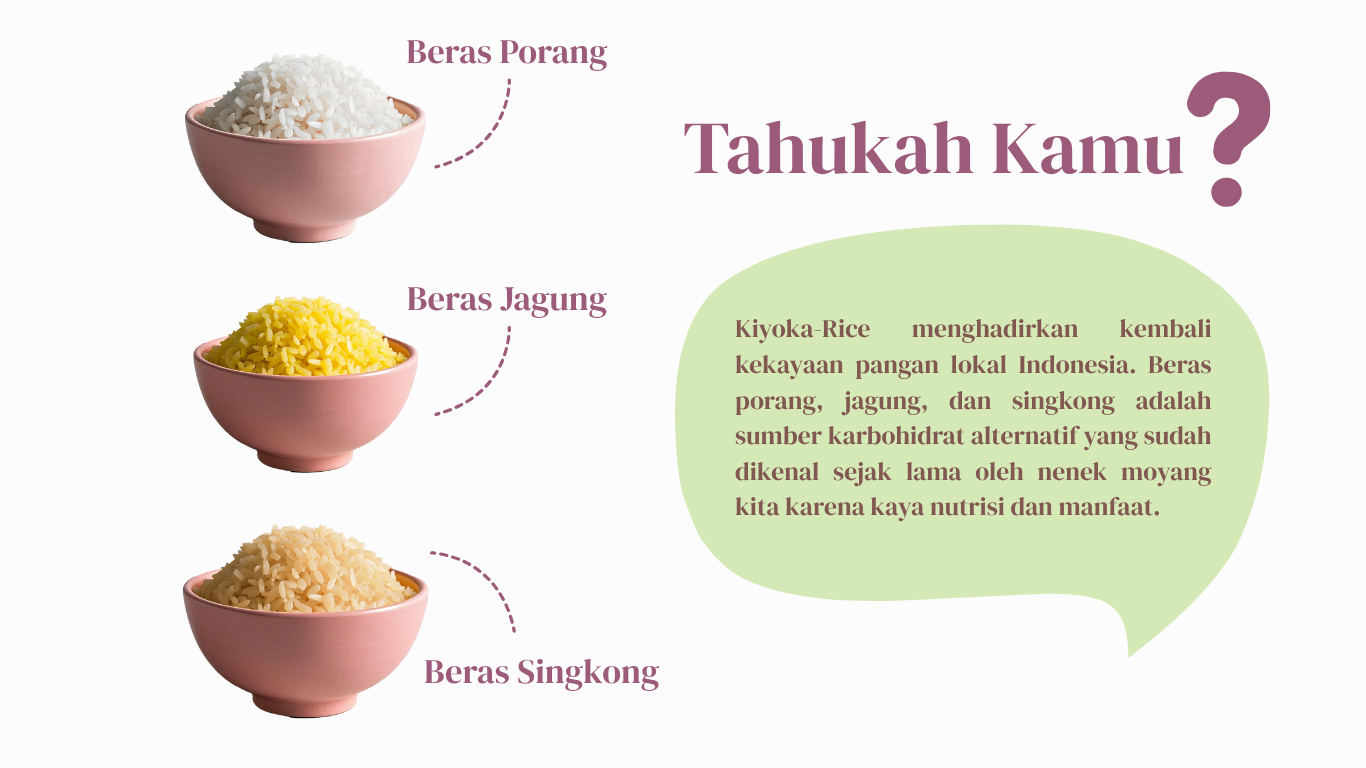 Beras Porang
Tahukah Kamu?
Beras Jagung
Kiyoka-Rice menghadirkan kembali
kekayaan pangan lokal Indonesia. Beras
porang, jagung, dan singkong adalah
sumber karbohidrat alternatif yang sudah
dikenal sejak lama oleh nenek moyang
kita karena kaya nutrisi dan manfaat.
Beras Singkong